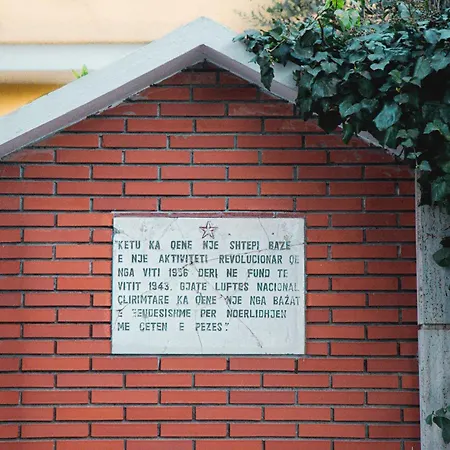 "KETU KA QENE NJE SHTEPI BAZE
E NJE AKTIVITETI REVOLUCIONAR QE
NGA VITI 1936 DERI NE FUND TE
VITIT 1943. GJATE LUFTES NACIONAL
ÇLIRIMTARE KA QENE NJE NGA BAZAT
E RENDESISHME PER NDERLIDHJEN
ME ÇETEN E PEZES."